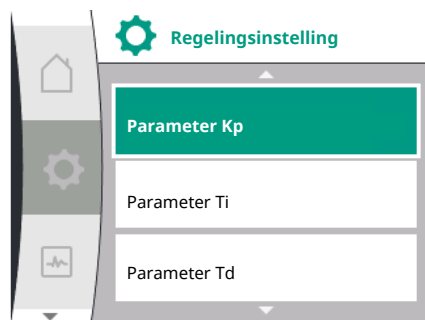 Regelingsinstelling
Parameter Kp
Parameter Ti
Parameter Td